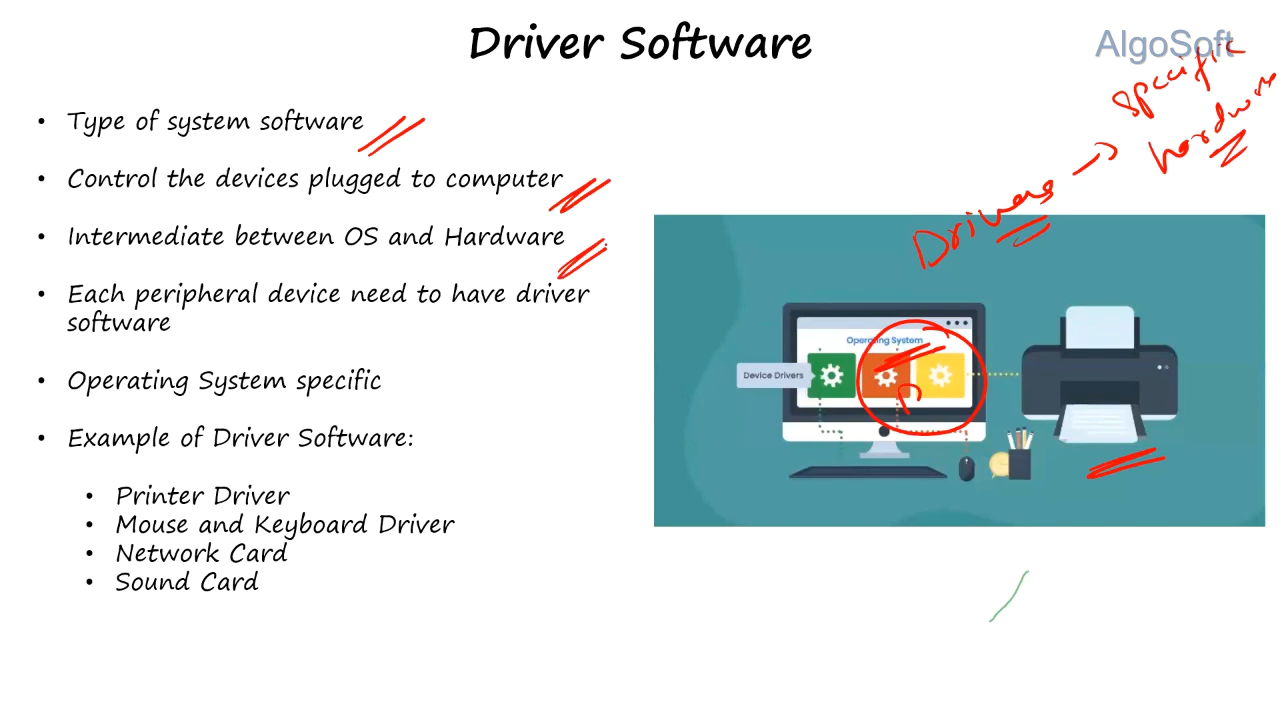 Driver Software
AlgoSoft
• Type of system software
• Control the devices plugged to computer
• Intermediate between OS and Hardware
• Each peripheral device need to have driver
software
• Operating System specific
• Example of Driver Software:
• Printer Driver
• Mouse and Keyboard Driver
• Network Card
• Sound Card
Drivers → specific
hardware
Operating System
Device Drivers
D